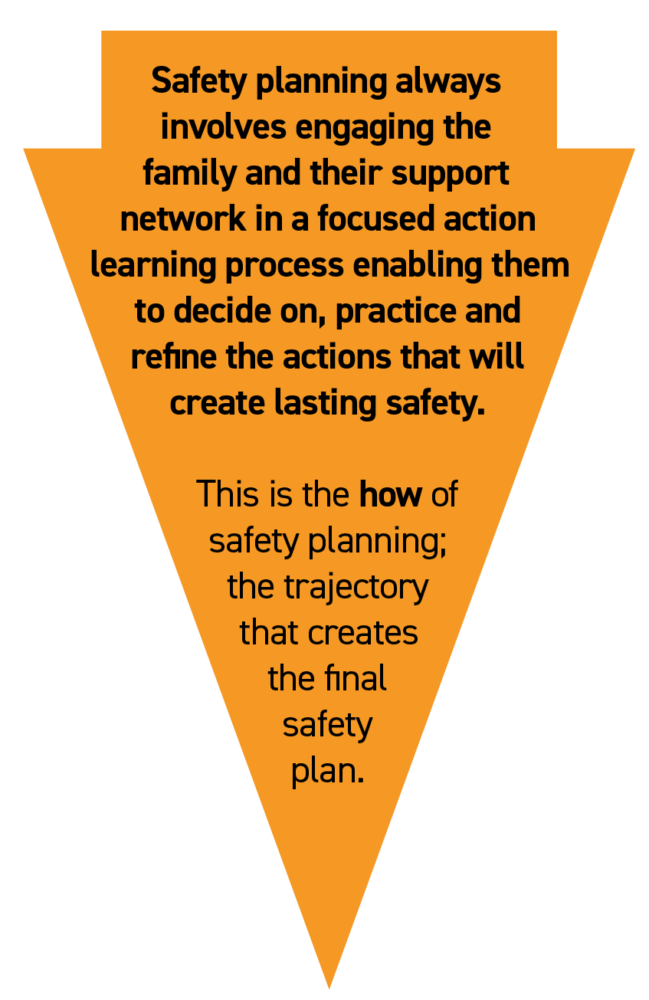 Safety planning always
involves engaging the
family and their support
network in a focused action
learning process enabling them
to decide on, practice and
refine the actions that will
create lasting safety.
This is the how of
safety planning;
the trajectory
that creates
the final
safety
plan.